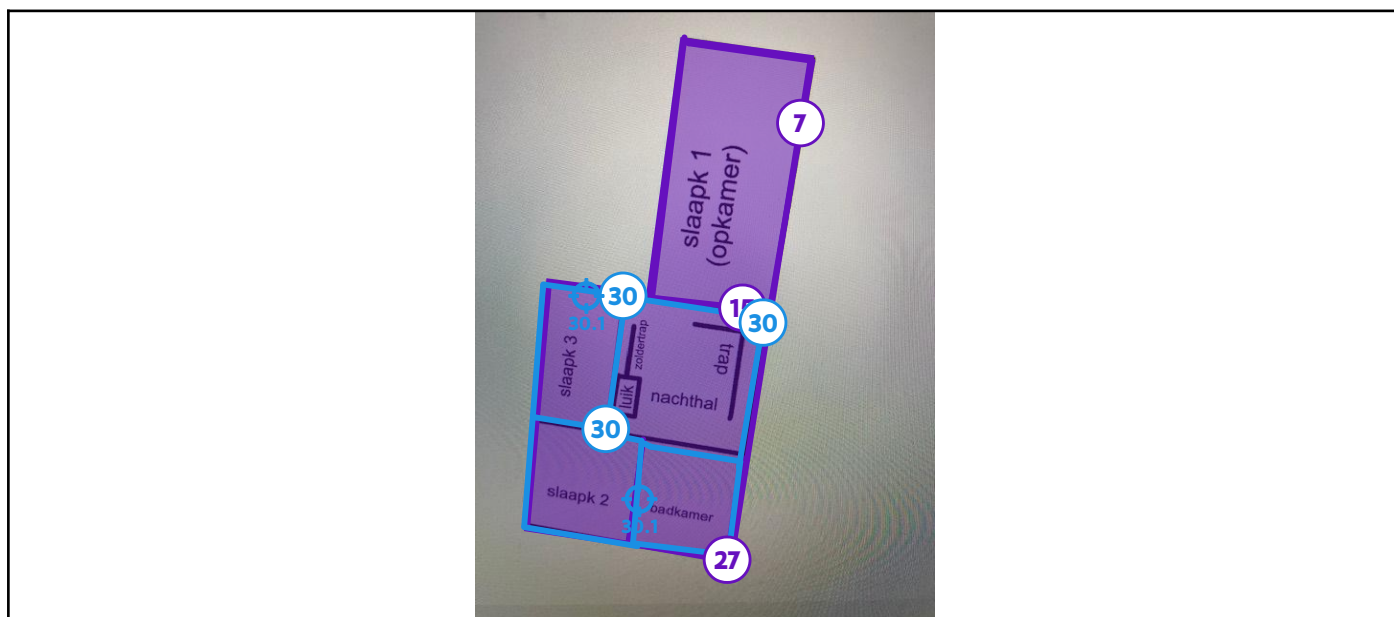 7
slaapk 1
(opkamer)
30
30
30.1
slaapk 3
zoldertrap
trap
luik
nachthal
30
slaapk 2
badkamer
30.1
27